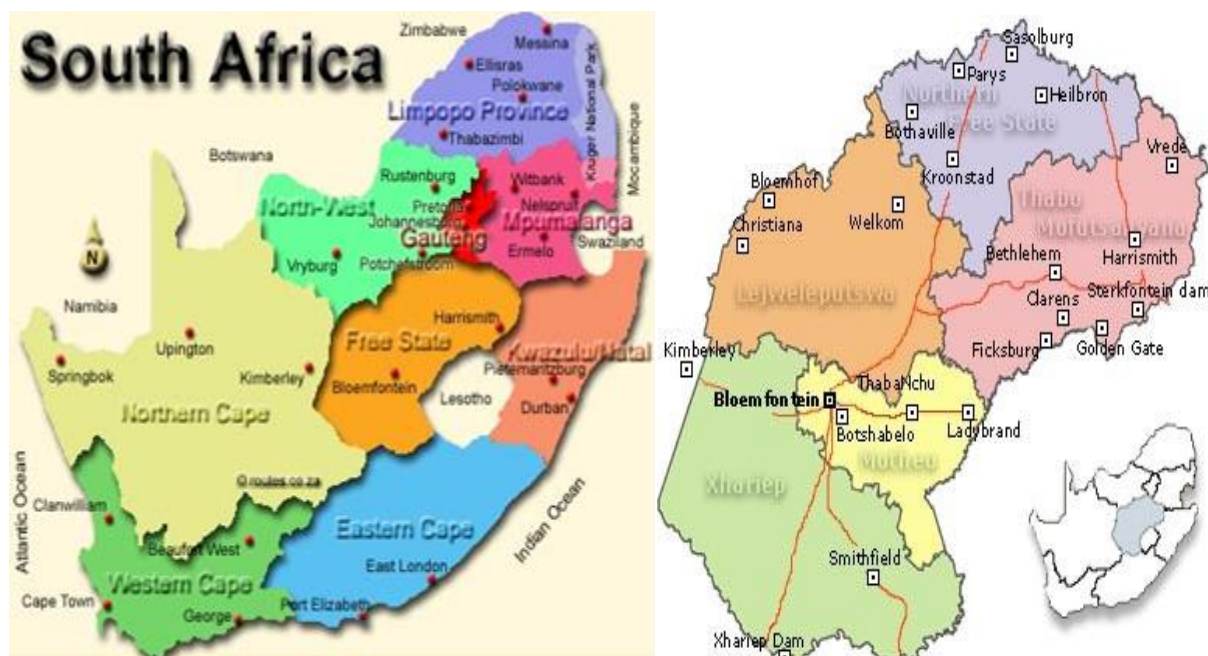 South Africa
Zimbabwe
Messina
Ellisras
Polokwane
Limpopo Province
Kruger National Park
Thabazimbi
Mocambique
Botswana
Rustenburg
Witbank
North-West
Pretoria
Nelspruit
Johannesburg
Mpumalanga
Gauteng
Swaziland
Vryburg
Potchefstroom
Ermelo
N
Namibia
Harrismith
Free State
Kwazulu/Natal
Upington
Springbok
Kimberley
Bloemfontein
Pietermaritzburg
Lesotho
Durban
Northern Cape
Atlantic Ocean
© routes.co.za
Clanwilliam
Eastern Cape
Indian Ocean
Beaufort West
Western Cape
East London
Cape Town
Port Elizabeth
George
Sasolburg
Parys
Northern
Heilbron
Free State
Bothaville
Vrede
Kroonstad
Bloemhof
Thabo
Christiana
Welkom
Mofutsanyana
Bethlehem
Harrismith
Lejweleputswa
Clarens
Sterkfontein dam
Kimberley
Ficksburg
Golden Gate
ThabaNchu
Bloemfontein
Botshabelo
Ladybrand
Motheo
Xhariep
Smithfield
Xhariep Dam